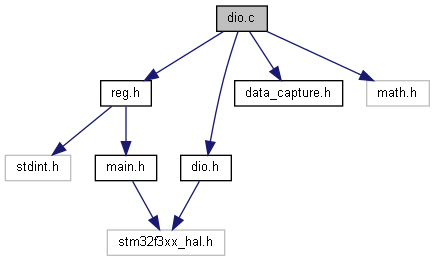 dio.c
reg.h
data_capture.h
math.h
stdint.h
main.h
dio.h
stm32f3xx_hal.h